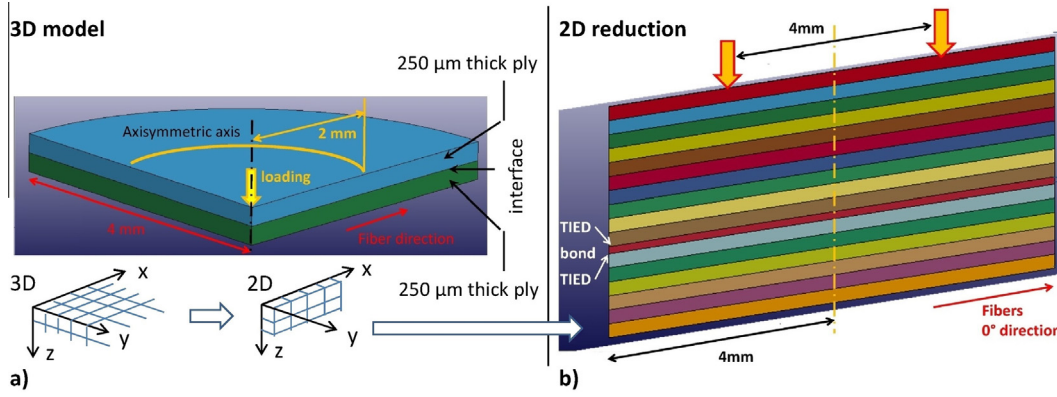 3D model
250 µm thick ply
Axisymmetric axis
2 mm
loading
4 mm
Fiber direction
interface
250 µm thick ply
3D
x
y
z
2D
x
y
z
a)
2D reduction
4mm
TIED
bond
TIED
Fibers
0° direction
4mm
b)